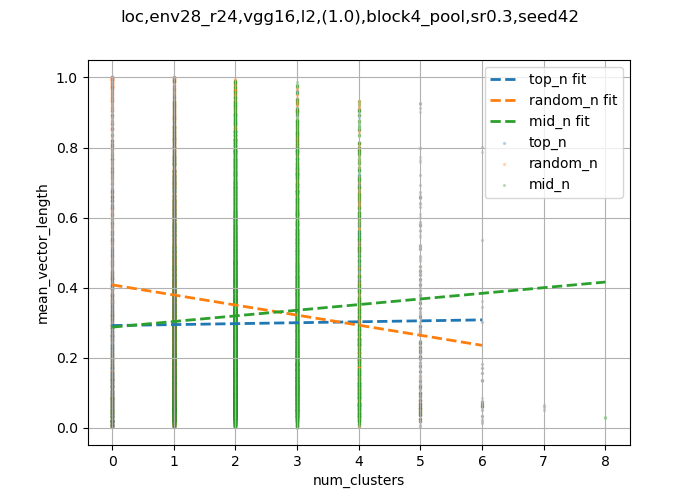 loc,env28_r24,vgg16,l2,(1.0),block4_pool,sr0.3,seed42
1.0
0.8
0.6
0.4
0.2
0.0
mean_vector_length
top_n fit
random_n fit
mid_n fit
top_n
random_n
mid_n
0 1 2 3 4 5 6 7 8
num_clusters